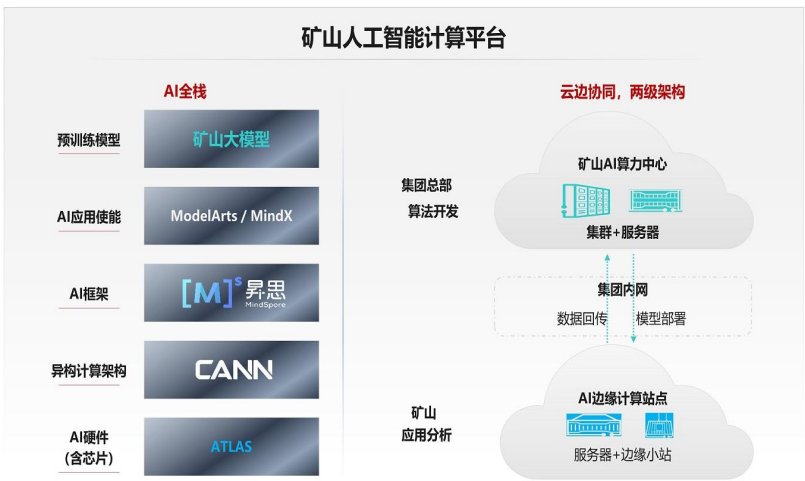 矿山人工智能计算平台
AI全栈
预训练模型
矿山大模型
AI应用使能
ModelArts / MindX
AI框架
[M]s 昇思
MindSpore
异构计算架构
CANN
AI硬件
（含芯片）
ATLAS
云边协同，两级架构
集团总部
算法开发
矿山AI算力中心
集群+服务器
集团内网
数据回传
模型部署
矿山
应用分析
AI边缘计算站点
服务器+边缘小站